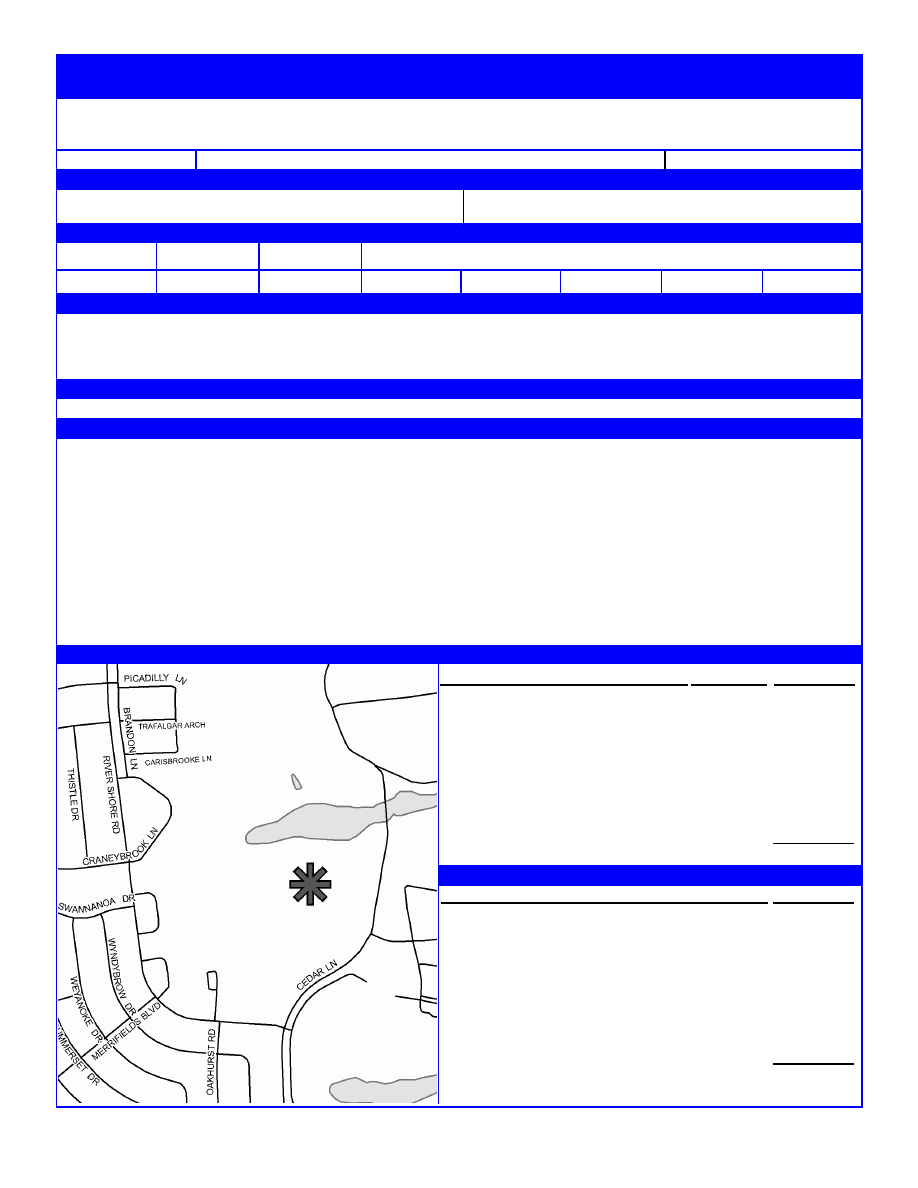 PICADILLY LN
BRANDON LN
TRAFALGAR ARCH
CARISBROOKE LN
RIVER SHORE RD
THISTLE DR
CRANEYBROOK LN
SWANNANOA DR
WYNDYBROW DR
WEYANOKE DR
MERRIFIELDS BLVD
CEDAR LN
OAKHURST RD
UMMERSET DR